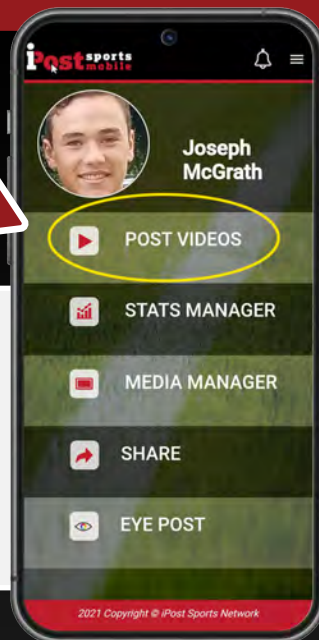 iPost sports
mobile
Joseph
McGrath
POST VIDEOS
STATS MANAGER
MEDIA MANAGER
SHARE
EYE POST
2021 Copyright © iPost Sports Network